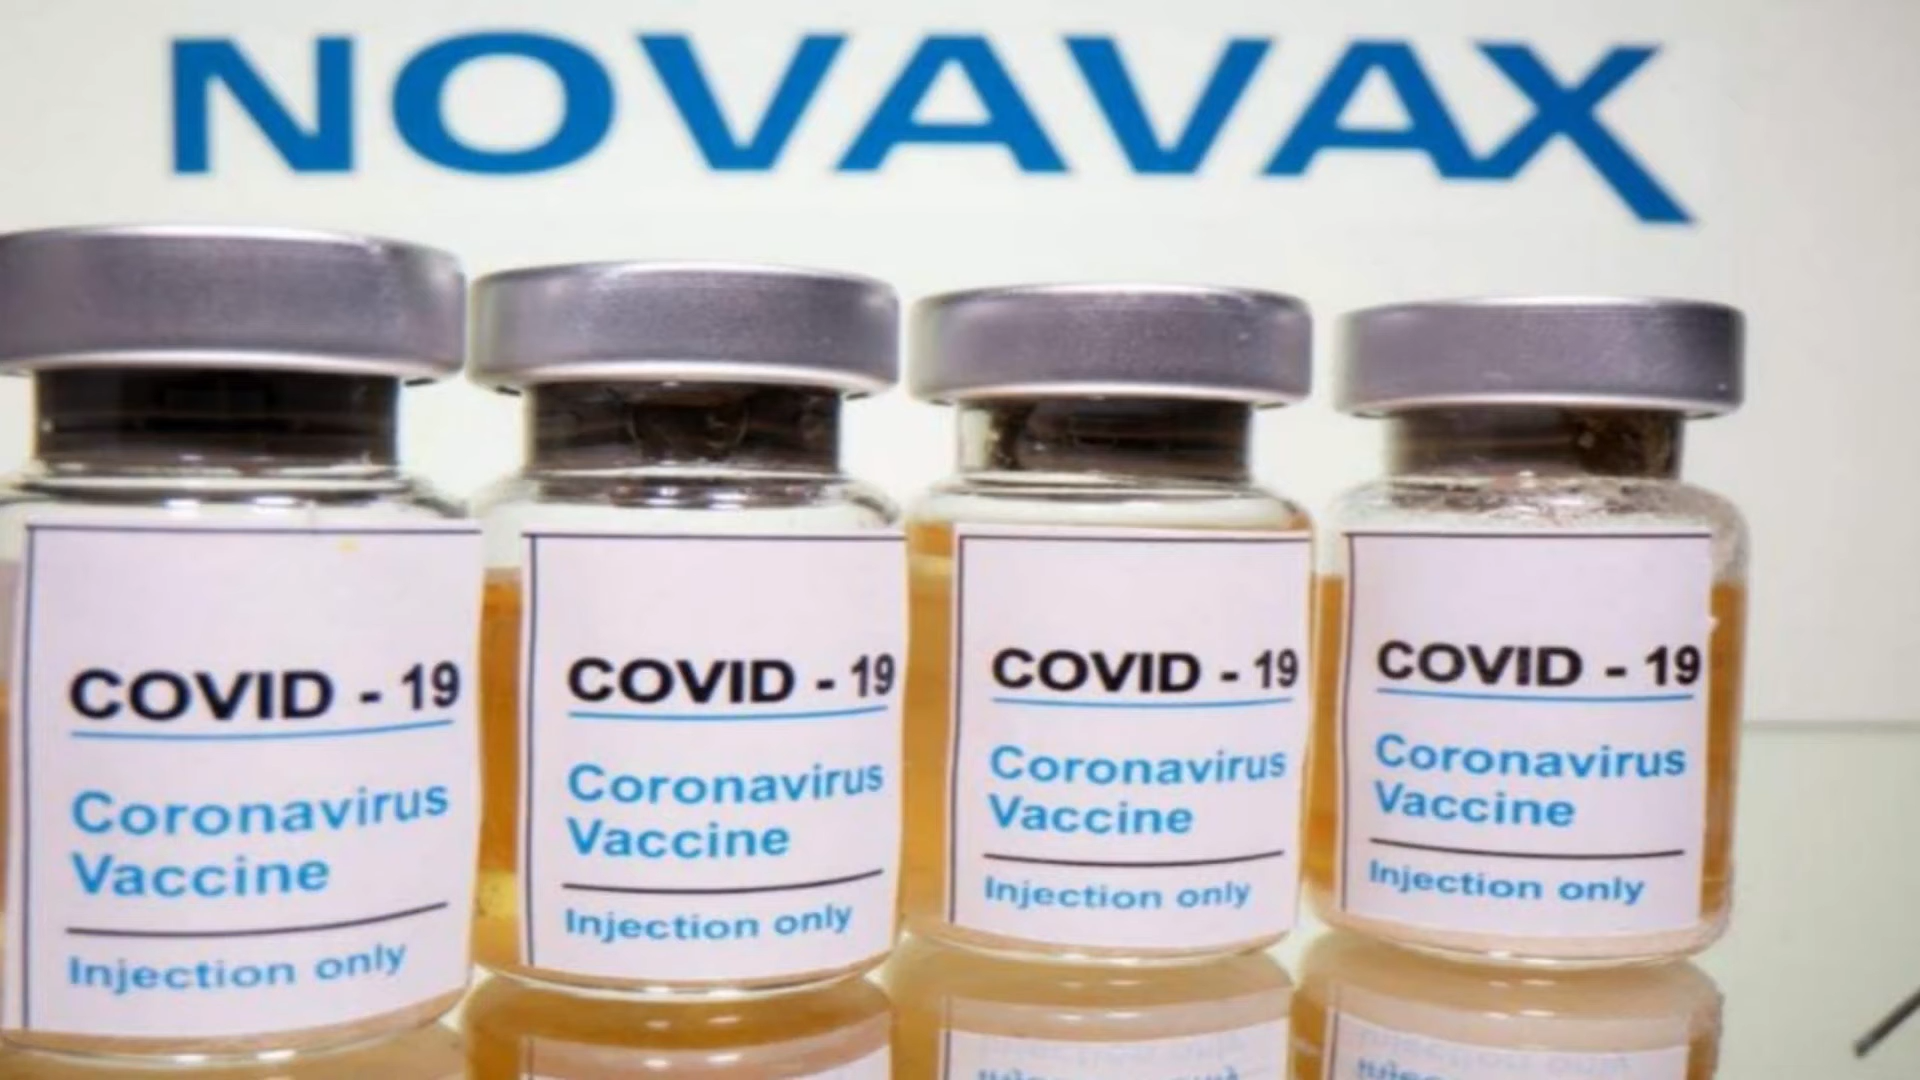 NOVAVAX
COVID - 19
Coronavirus
Vaccine
Injection only
COVID - 19
Coronavirus
Vaccine
Injection only
COVID - 19
Coronavirus
Vaccine
Injection only
COVID - 19
Coronavirus
Vaccine
Injection only